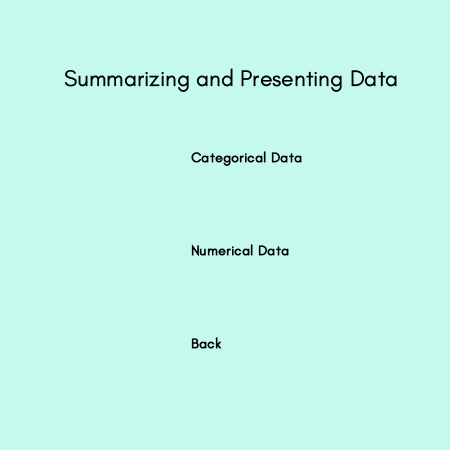 Summarizing and Presenting Data
Categorical Data
Numerical Data
Back